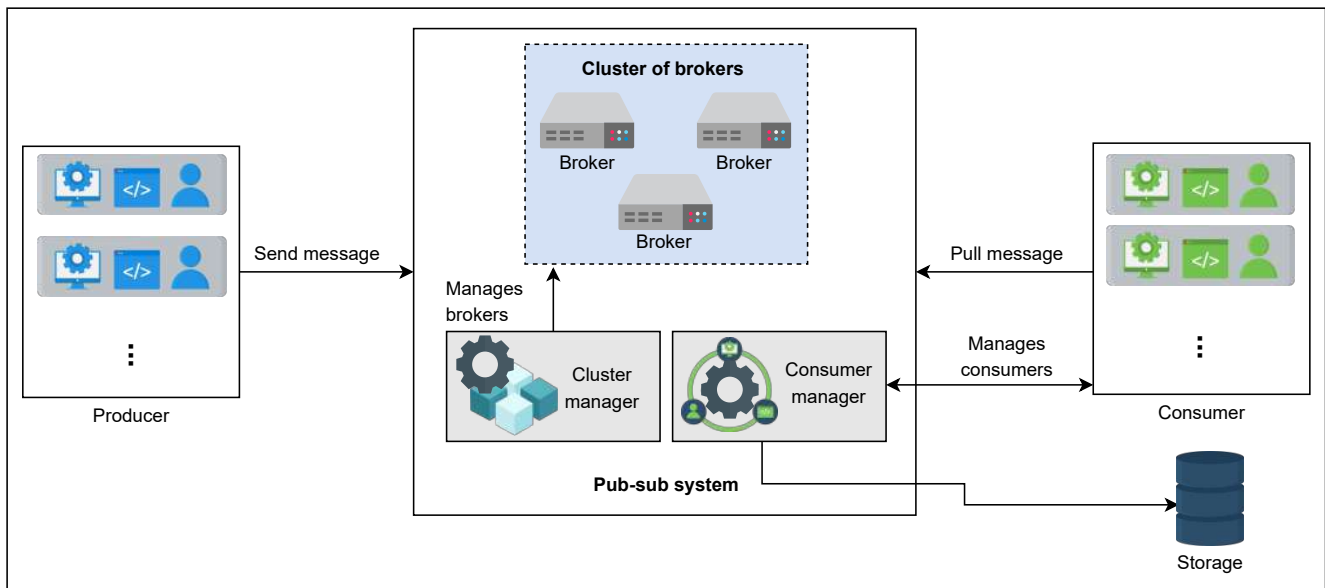 Cluster of brokers
Broker
Broker
Broker
</>
</>
Producer
Send message
Manages
brokers
Cluster
manager
Consumer
manager
Pub-sub system
Pull message
Manages
consumers
</>
</>
Consumer
Storage